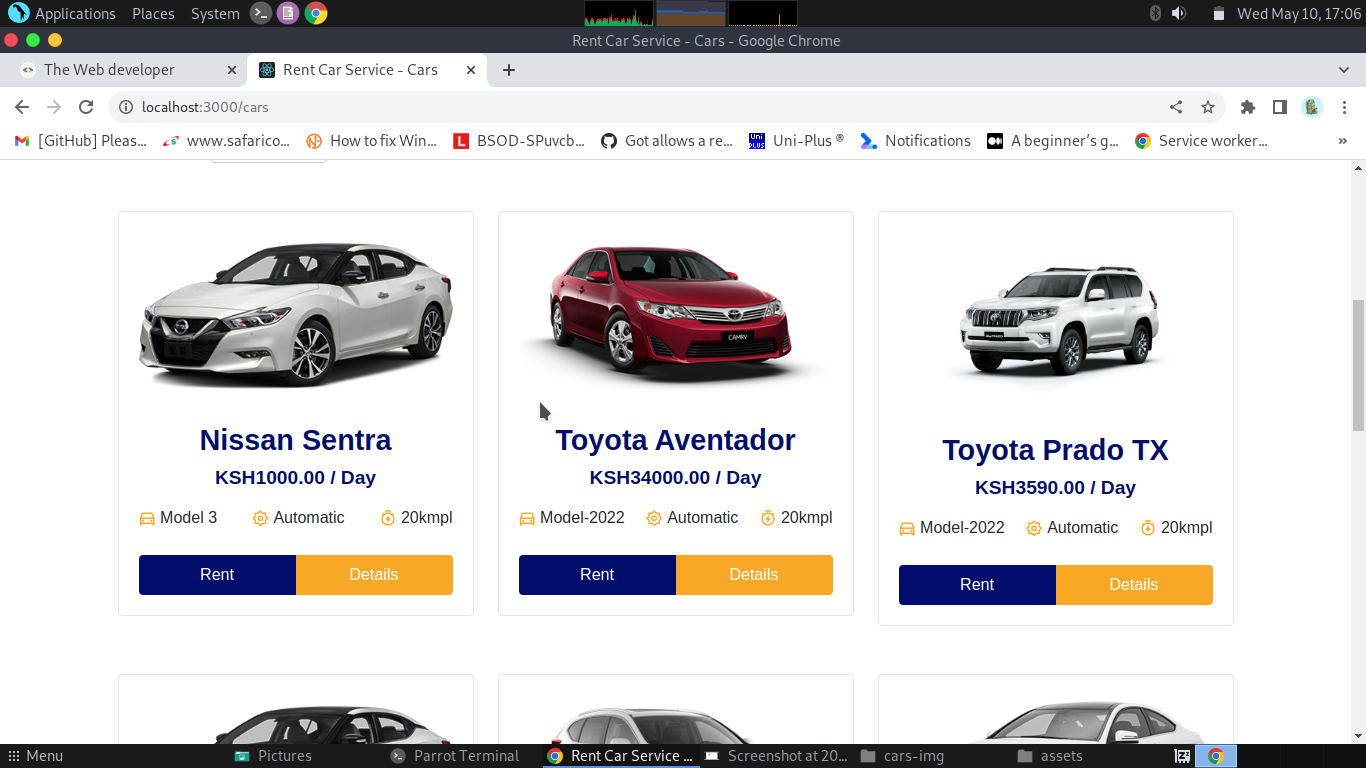 Applications Places System Wed May 10, 17:06
Rent Car Service - Cars - Google Chrome
The Web developer Rent Car Service - Cars
localhost:3000/cars
[GitHub] Pleas... www.safarico... How to fix Win... L BSOD-SPuvcb... Got allows a re... Uni PLUS Uni-Plus ® Notifications A beginner's g... Service worker... »
CAMRY
Nissan Sentra Toyota Aventador Toyota Prado TX
KSH1000.00 / Day KSH34000.00 / Day KSH3590.00 / Day
Model 3 Automatic 20kmpl Model-2022 Automatic 20kmpl Model-2022 Automatic 20kmpl
Rent Details Rent Details Rent Details
Menu Pictures Parrot Terminal Rent Car Service ... Screenshot at 20... cars-img assets